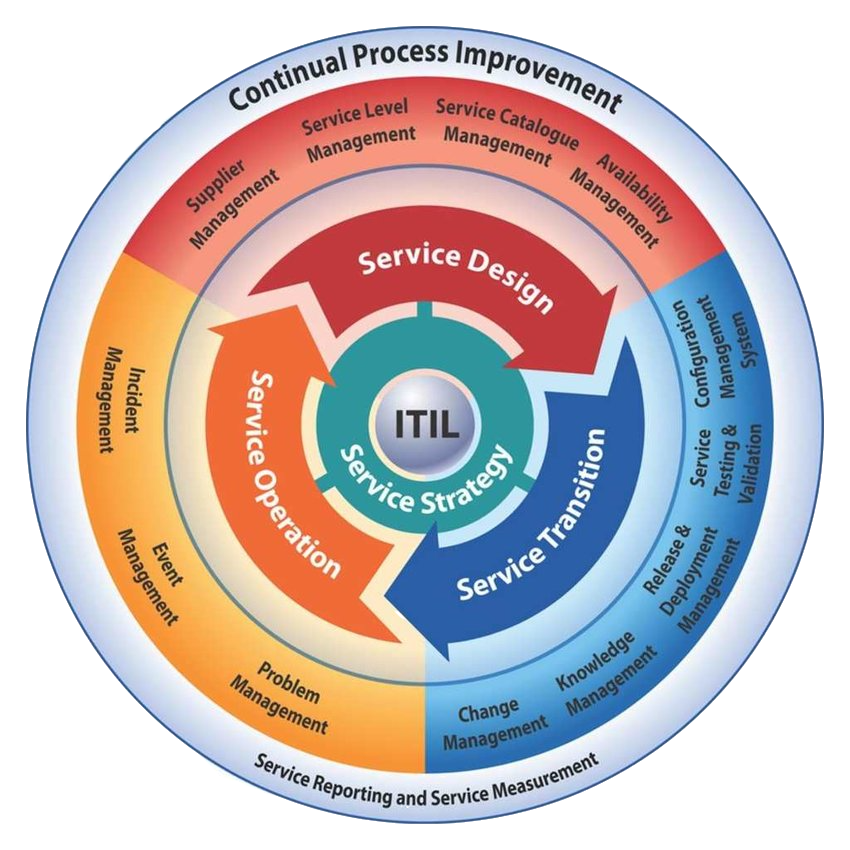 Continual Process Improvement
Supplier
Management
Service Level
Management
Service Catalogue
Management
Availability
Management
Configuration
Management
System
Service
Testing &
Validation
Release &
Deployment
Management
Knowledge
Management
Change
Management
Problem
Management
Event
Management
Incident
Management
Service Design
Service Transition
Service Operation
Service Strategy
ITIL
Service Reporting and Service Measurement